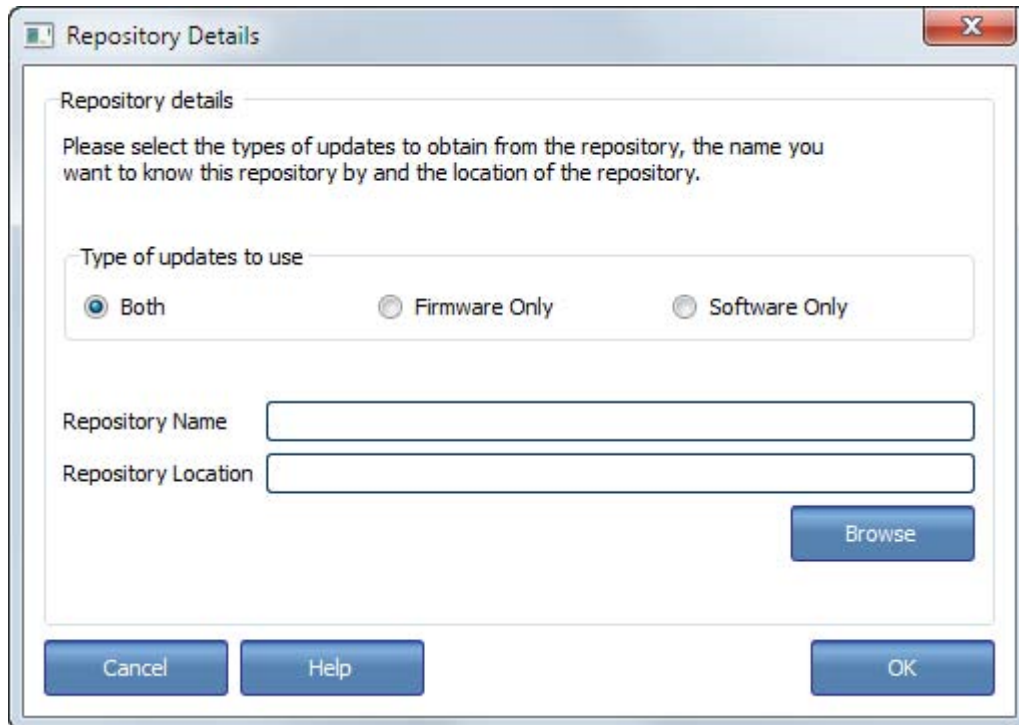 Repository Details
Repository details
Please select the types of updates to obtain from the repository, the name you
want to know this repository by and the location of the repository.
Type of updates to use
Both Firmware Only Software Only
Repository Name
Repository Location
Browse
Cancel Help OK